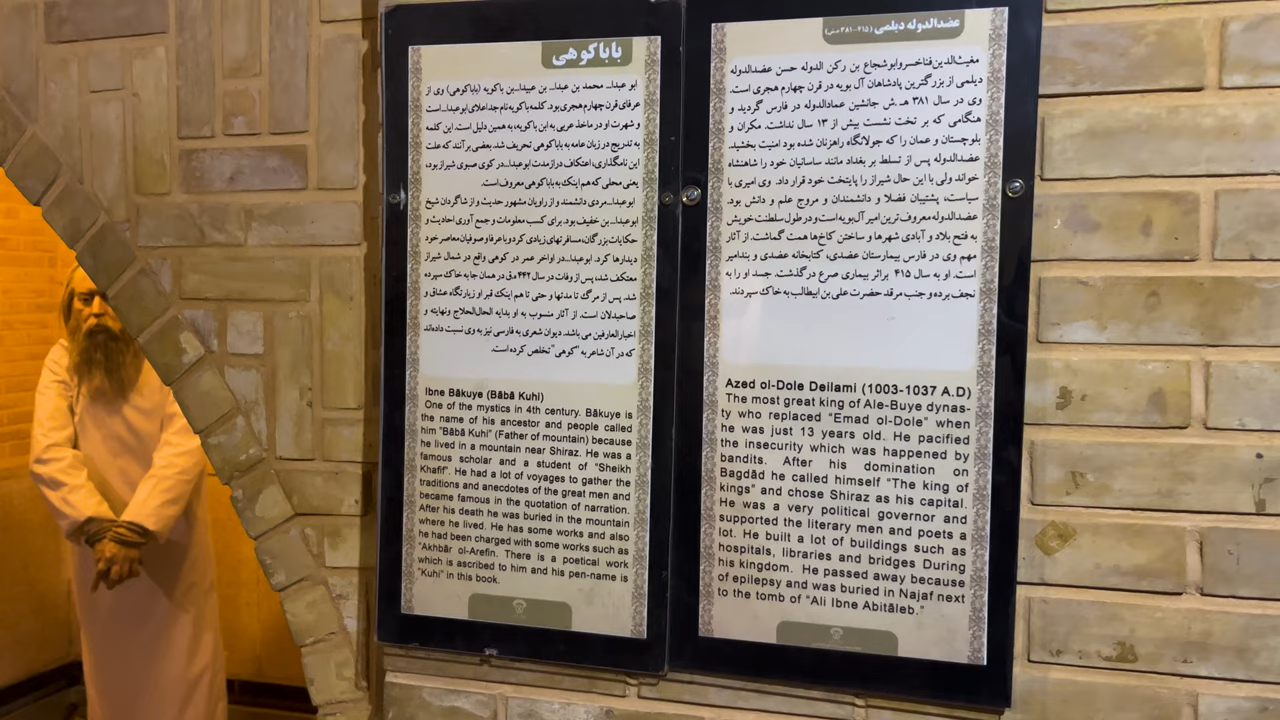 باباکوهی
ابو عبدا... محمد بن عبدا... بن عبیدا...بن باکویه (باباکوهی) وی از
عرفای قرن چهارم هجری بود. کلمه باکویه نام جد اعلای ابوعبدا... است
و شهرت او در ماخذ عربی به ابن باکویه، به همین دلیل است. این کلمه
به تدریج در زبان عامه به باباکوهی تحریف شد. بعضی برآنند که علت
این نامگذاری، اعتکاف دراز مدت ابوعبدا... در کوی صبوی شیراز بود،
یعنی محلی که هم اینک به باباکوهی معروف است.
ابوعبدا... مردی دانشمند و از راویان مشهور حدیث و از شاگردان شیخ
ابوعبدا... بن خفیف بود. برای کسب معلومات و جمع آوری احادیث و
حکایات بزرگان، مسافرتهای زیادی کرد و با عرفا و صوفیان معاصر خود
دیدارها کرد. ابوعبدا... در اواخر عمر در کوهی واقع در شمال شیراز
معتکف شد، پس از وفات در سال ۴۴۲ ه.ق در همان جا به خاک سپرده
شد. پس از مرگ تا مدتها و حتی تا هم اینک قبر او زیارتگاه عشاق و
صاحبدلان است. از آثار منسوب به او بدایه الحال الحلاج ونهایته و
اخبار العارفین می باشد. دیوان شعری به فارسی نیز به وی نسبت داده‌اند
که در آن شاعر به "کوهی" تخلص کرده است.
Ibne Bākuye (Bābā Kuhi)
One of the mystics in 4th century. Bākuye is
the name of his ancestor and people called
him "Bābā Kuhi" (Father of mountain) because
he lived in a mountain near Shiraz. He was a
famous scholar and a student of "Sheikh
Khafif". He had a lot of voyages to gather the
traditions and anecdotes of the great men and
became famous in the quotation of narration.
After his death he was buried in the mountain
where he lived. He has some works and also
he had been charged with some works such as
"Akhbār ol-Arefin. There is a poetical work
which is ascribed to him and his pen-name is
"Kuhi" in this book.
عضدالدوله دیلمی (۴۱۵-۳۸۱ ه‍.ش)
مغیث‌الدین فناخسرو ابوشجاع بن رکن الدوله حسن عضدالدوله
دیلمی از بزرگترین پادشاهان آل بویه در قرن چهارم هجری است.
وی در سال ۳۸۱ هـ.ش جانشین عمادالدوله در فارس گردید و
هنگامی که بر تخت نشست بیش از ۱۳ سال نداشت. مکران و
بلوچستان و عمان را که جولانگاه راهزنان شده بود امنیت بخشید.
عضدالدوله پس از تسلط بر بغداد مانند ساسانیان خود را شاهنشاه
خواند ولی با این حال شیراز را پایتخت خود قرار داد. وی امیری با
سیاست، پشتیبان فضلا و دانشمندان و مروج علم و دانش بود.
عضدالدوله معروف ترین امیر آل‌بویه است و در طول سلطنت خویش
به فتح بلاد و آبادی شهرها و ساختن کاخ‌ها همت گماشت. از آثار
مهم وی در فارس بیمارستان عضدی، کتابخانه عضدی و بندامیر
است. او به سال ۴۱۵ براثر بیماری صرع درگذشت. جسد او را به
نجف برده و جنب مرقد حضرت علی بن ابیطالب به خاک سپردند.
Azed ol-Dole Deilami (1003-1037 A.D)
The most great king of Ale-Buye dynas-
ty who replaced "Emad ol-Dole" when
he was just 13 years old. He pacified
the insecurity which was happened by
bandits. After his domination on
Bagdād he called himself "The king of
kings" and chose Shiraz as his capital.
He was a very political governor and
supported the literary men and poets a
lot. He built a lot of buildings such as
hospitals, libraries and bridges During
his kingdom. He passed away because
of epilepsy and was buried in Najaf next
to the tomb of "Ali Ibne Abitāleb."